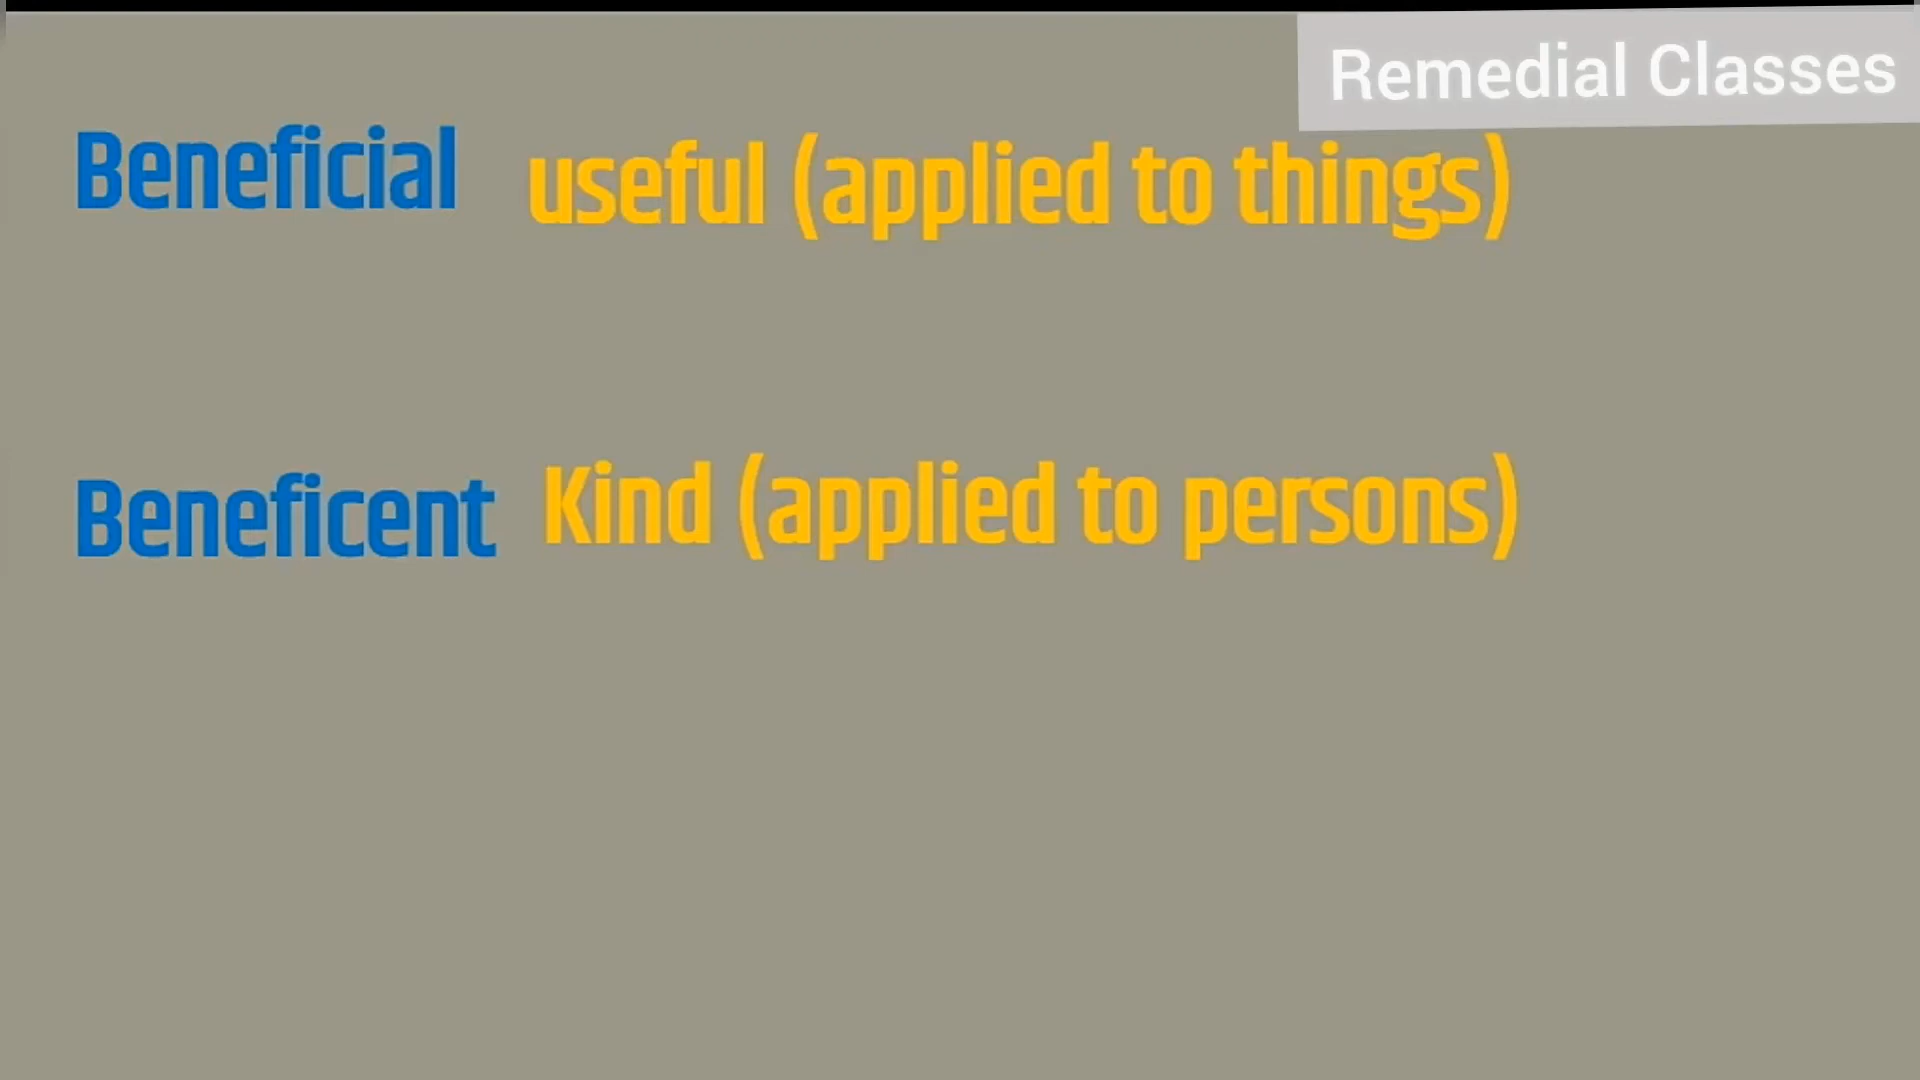 Remedial Classes
Beneficial useful (applied to things)
Beneficent Kind (applied to persons)